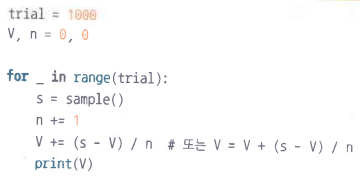 trial = 1000
V, n = 0, 0
for _ in range(trial):
s = sample()
n += 1
V += (s - V) / n # 또는 V = V + (s - V) / n
print(V)